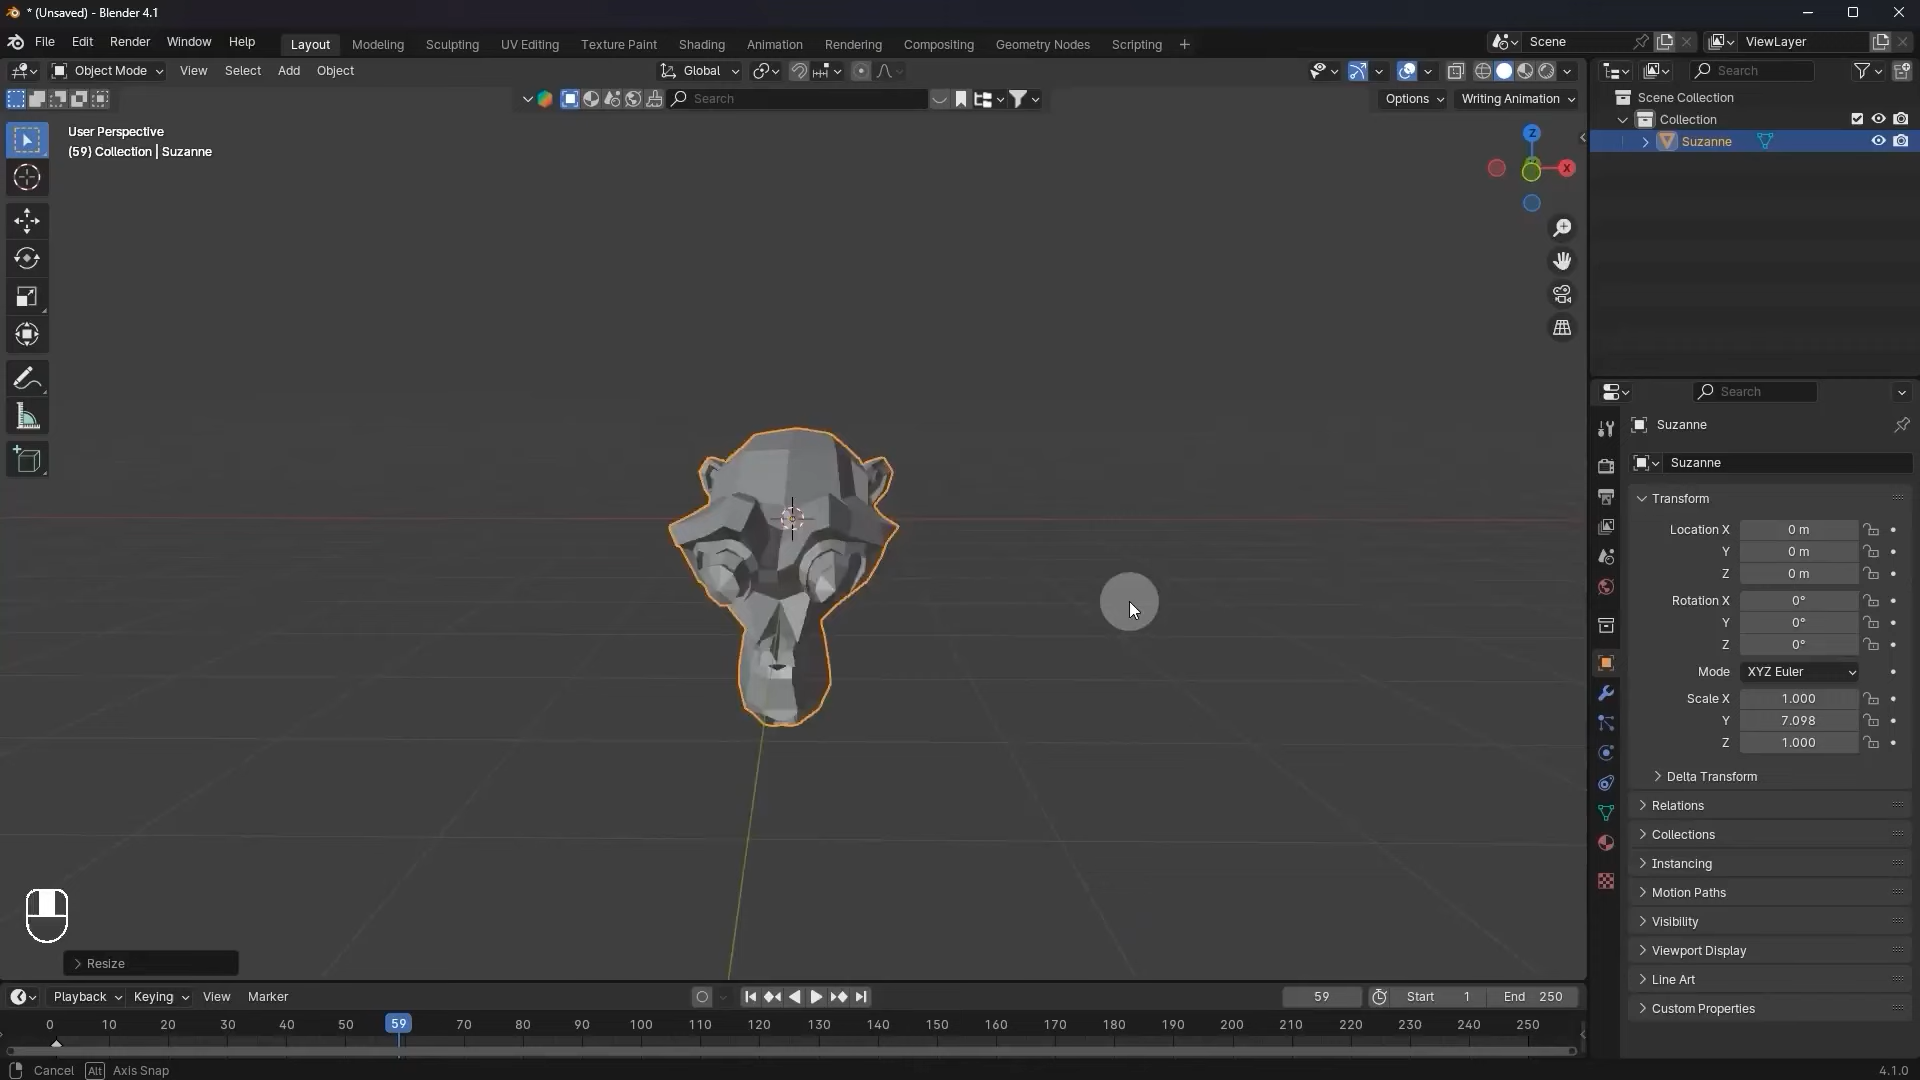 * (Unsaved) - Blender 4.1
File Edit Render Window Help Layout Modeling Sculpting UV Editing Texture Paint Shading Animation Rendering Compositing Geometry Nodes Scripting + Scene ViewLayer
Object Mode View Select Add Object Global Search
Search Options Writing Animation
User Perspective
(59) Collection | Suzanne
Z
X
Scene Collection
Collection
Suzanne
Search
Suzanne
Suzanne
Transform
Location X 0 m
Y 0 m
Z 0 m
Rotation X 0°
Y 0°
Z 0°
Mode XYZ Euler
Scale X 1.000
Y 7.098
Z 1.000
Delta Transform
Relations
Collections
Instancing
Motion Paths
Visibility
Viewport Display
Line Art
Custom Properties
Resize
Playback Keying View Marker 59 Start 1 End 250
0 10 20 30 40 50 59 70 80 90 100 110 120 130 140 150 160 170 180 190 200 210 220 230 240 250
Cancel Alt Axis Snap 4.1.0